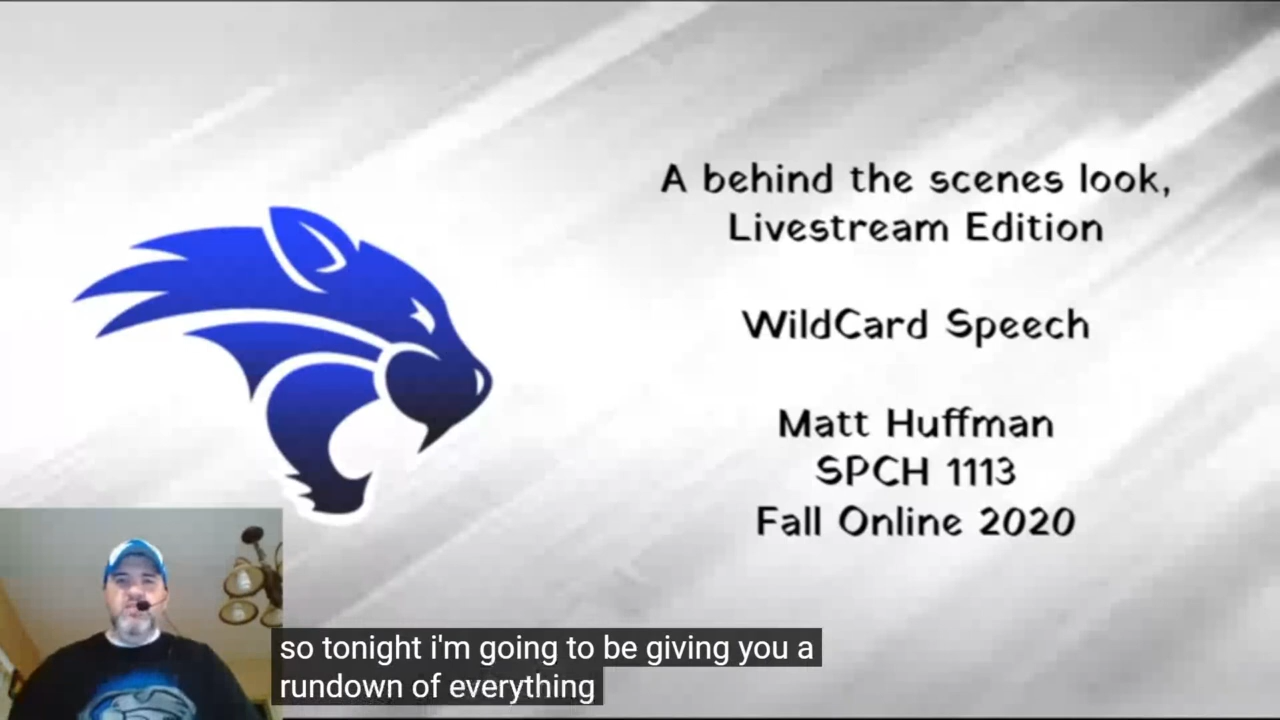 A behind the scenes look,
Livestream Edition
WildCard Speech
Matt Huffman
SPCH 1113
Fall Online 2020
so tonight i'm going to be giving you a
rundown of everything